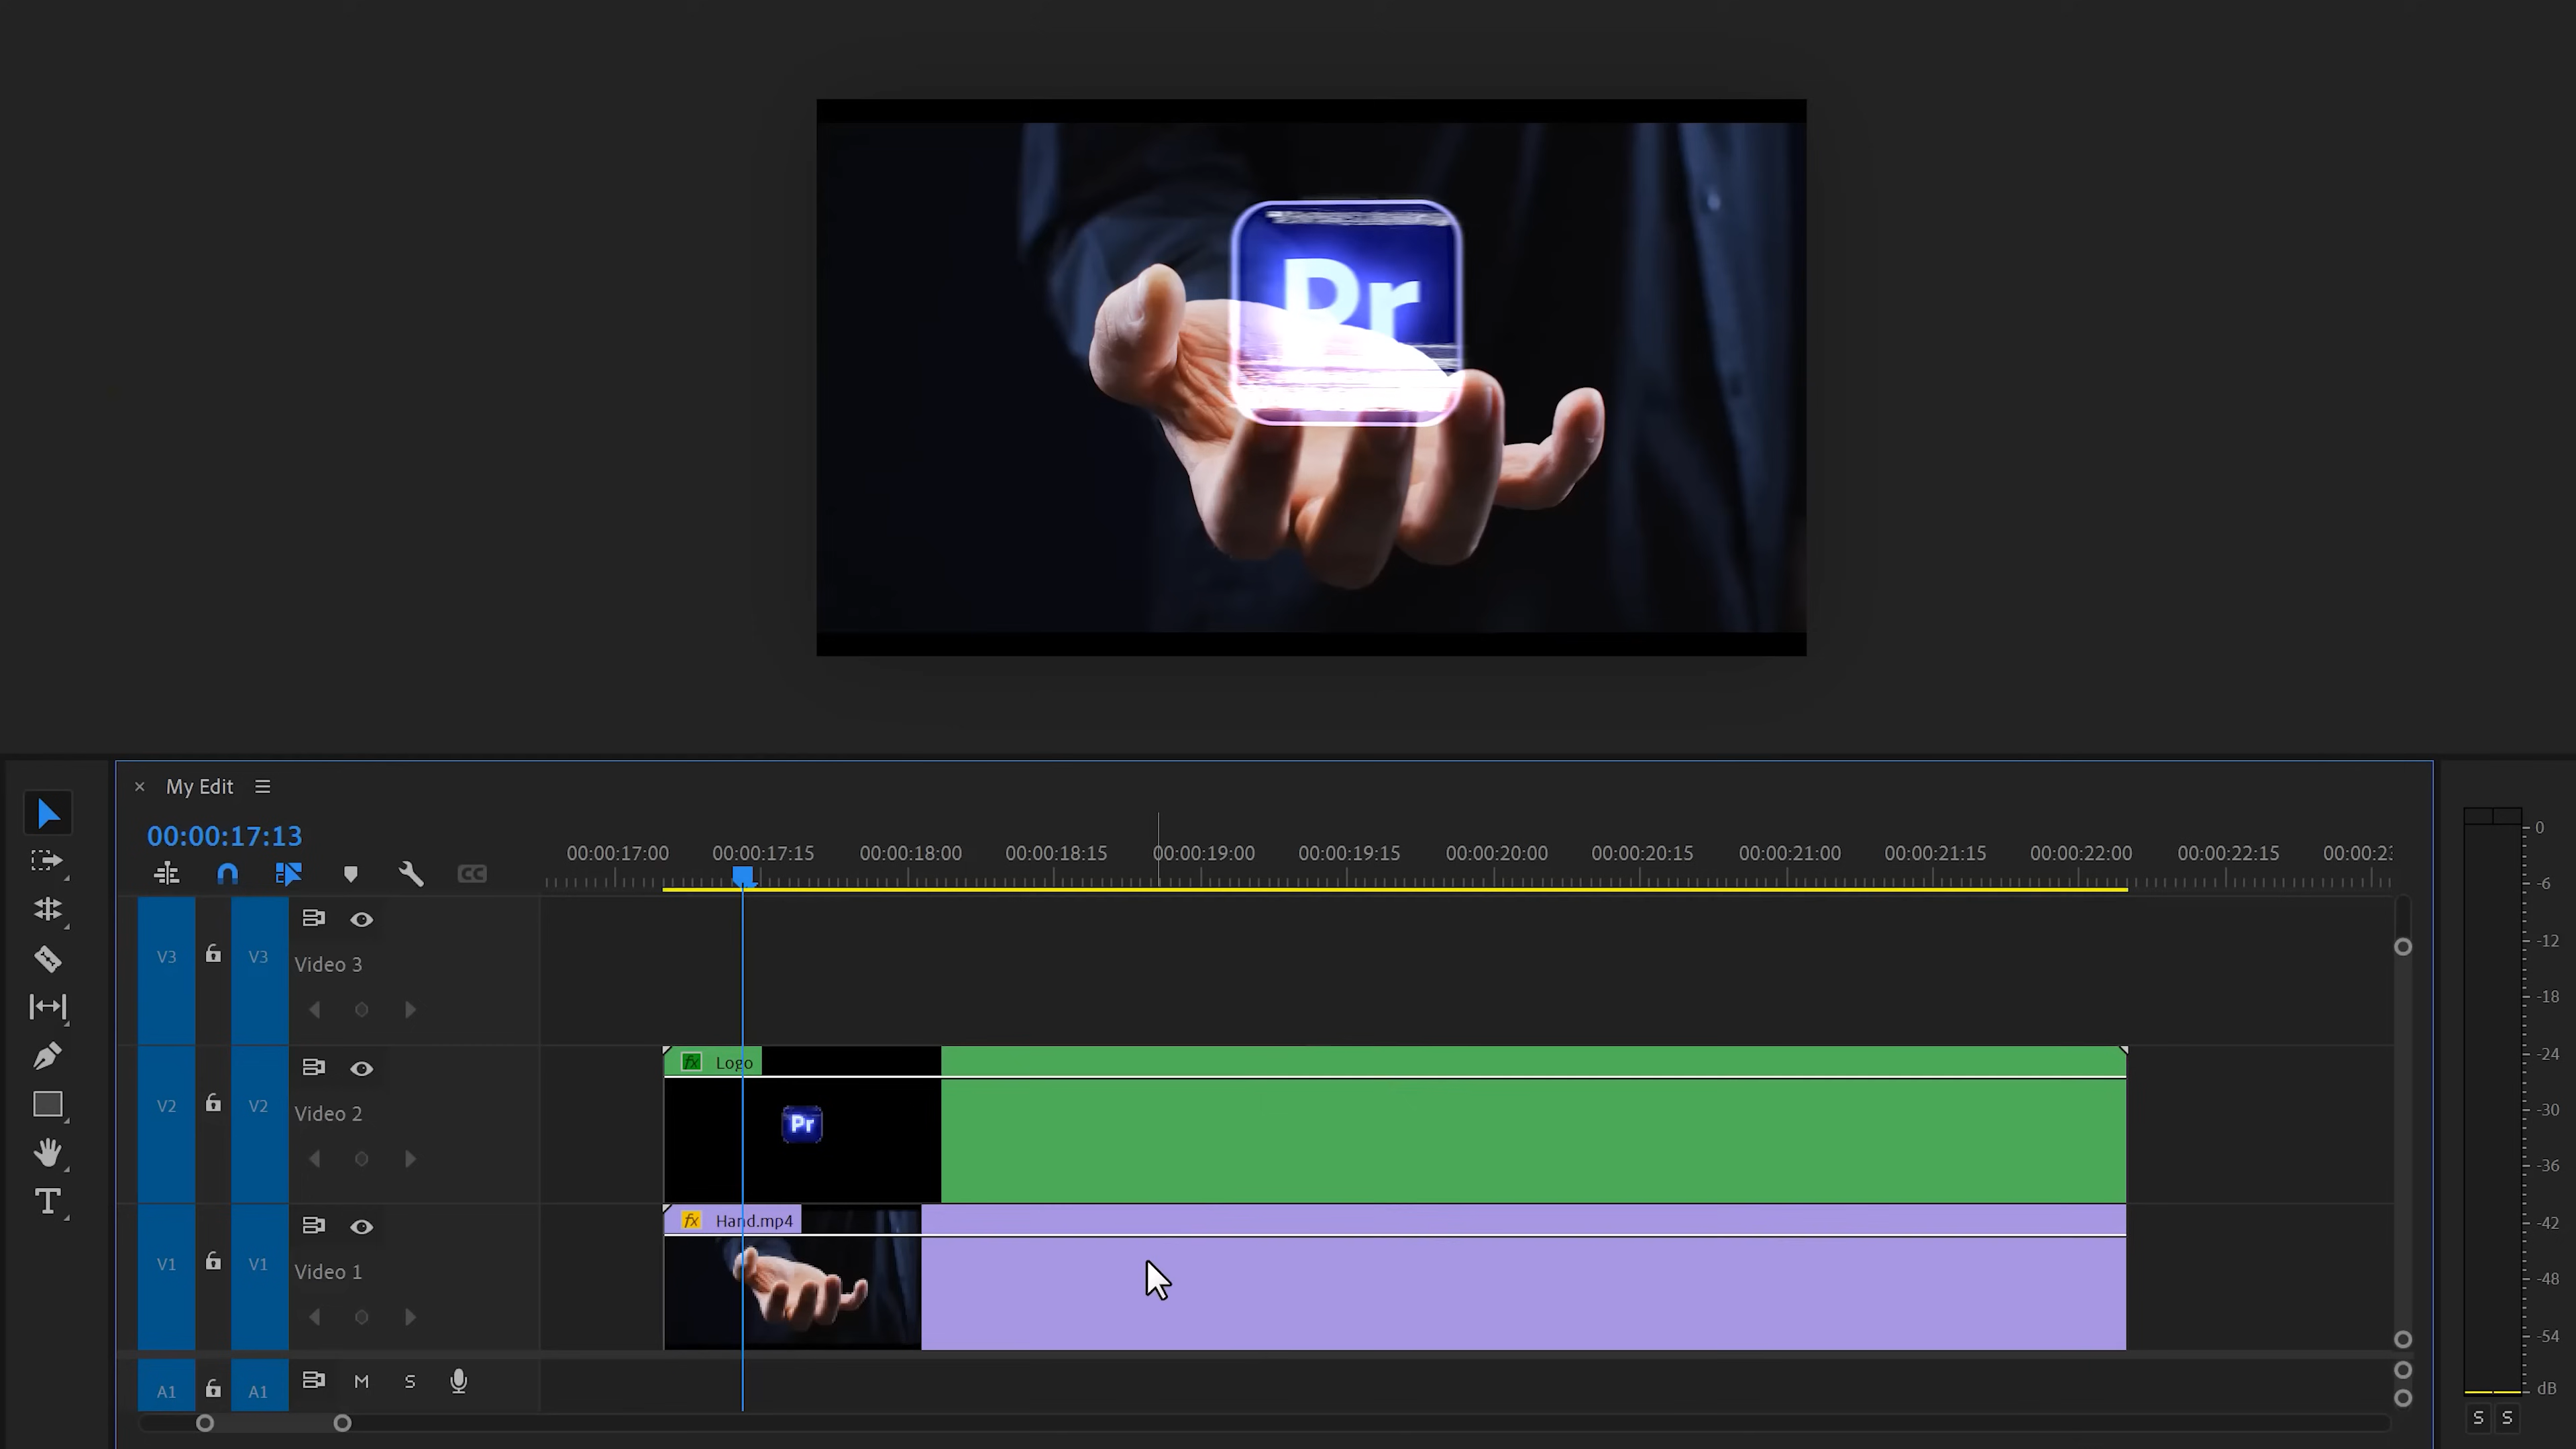 Pr
My Edit
00:00:17:13
00:00:17:00 00:00:17:15 00:00:18:00 00:00:18:15 00:00:19:00 00:00:19:15 00:00:20:00 00:00:20:15 00:00:21:00 00:00:21:15 00:00:22:00 00:00:22:15
CC
V3 V3 Video 3
V2 V2 Video 2
fx Logo
Pr
V1 V1 Video 1
fx Hand.mp4
A1 A1 M S
T
0
-6
-12
-18
-24
-30
-36
-42
-48
-54
dB
S S